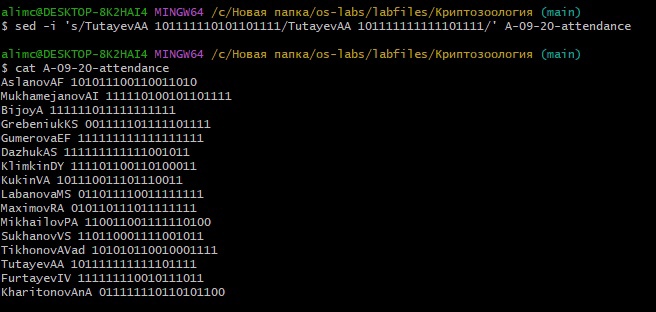 alimc@DESKTOP-8K2HAI4 MINGW64 /c/Новая папка/os-labs/labfiles/Криптозоология (main)
$ sed -i 's/TutayevAA 101111110101101111/TutayevAA 101111111111101111/' A-09-20-attendance
alimc@DESKTOP-8K2HAI4 MINGW64 /c/Новая папка/os-labs/labfiles/Криптозоология (main)
$ cat A-09-20-attendance
AslanovAF 101011100110011010
MukhamejanovAI 111110100101101111
BijoyA 111111011111111111
GrebeniukKS 001111101111101111
GumerovaEF 111111111111111111
DazhukAS 111111111111001011
KlimkinDY 111101100110100011
KukinVA 101110011101110011
LabanovaMS 011011110011111111
MaximovRA 010110111011111111
MikhailovPA 110011001111110100
SukhanovVS 110110001111001011
TikhonovAVad 101010110010001111
TutayevAA 101111111111101111
FurtayevIV 111111110010111011
KharitonovAnA 011111110110101100